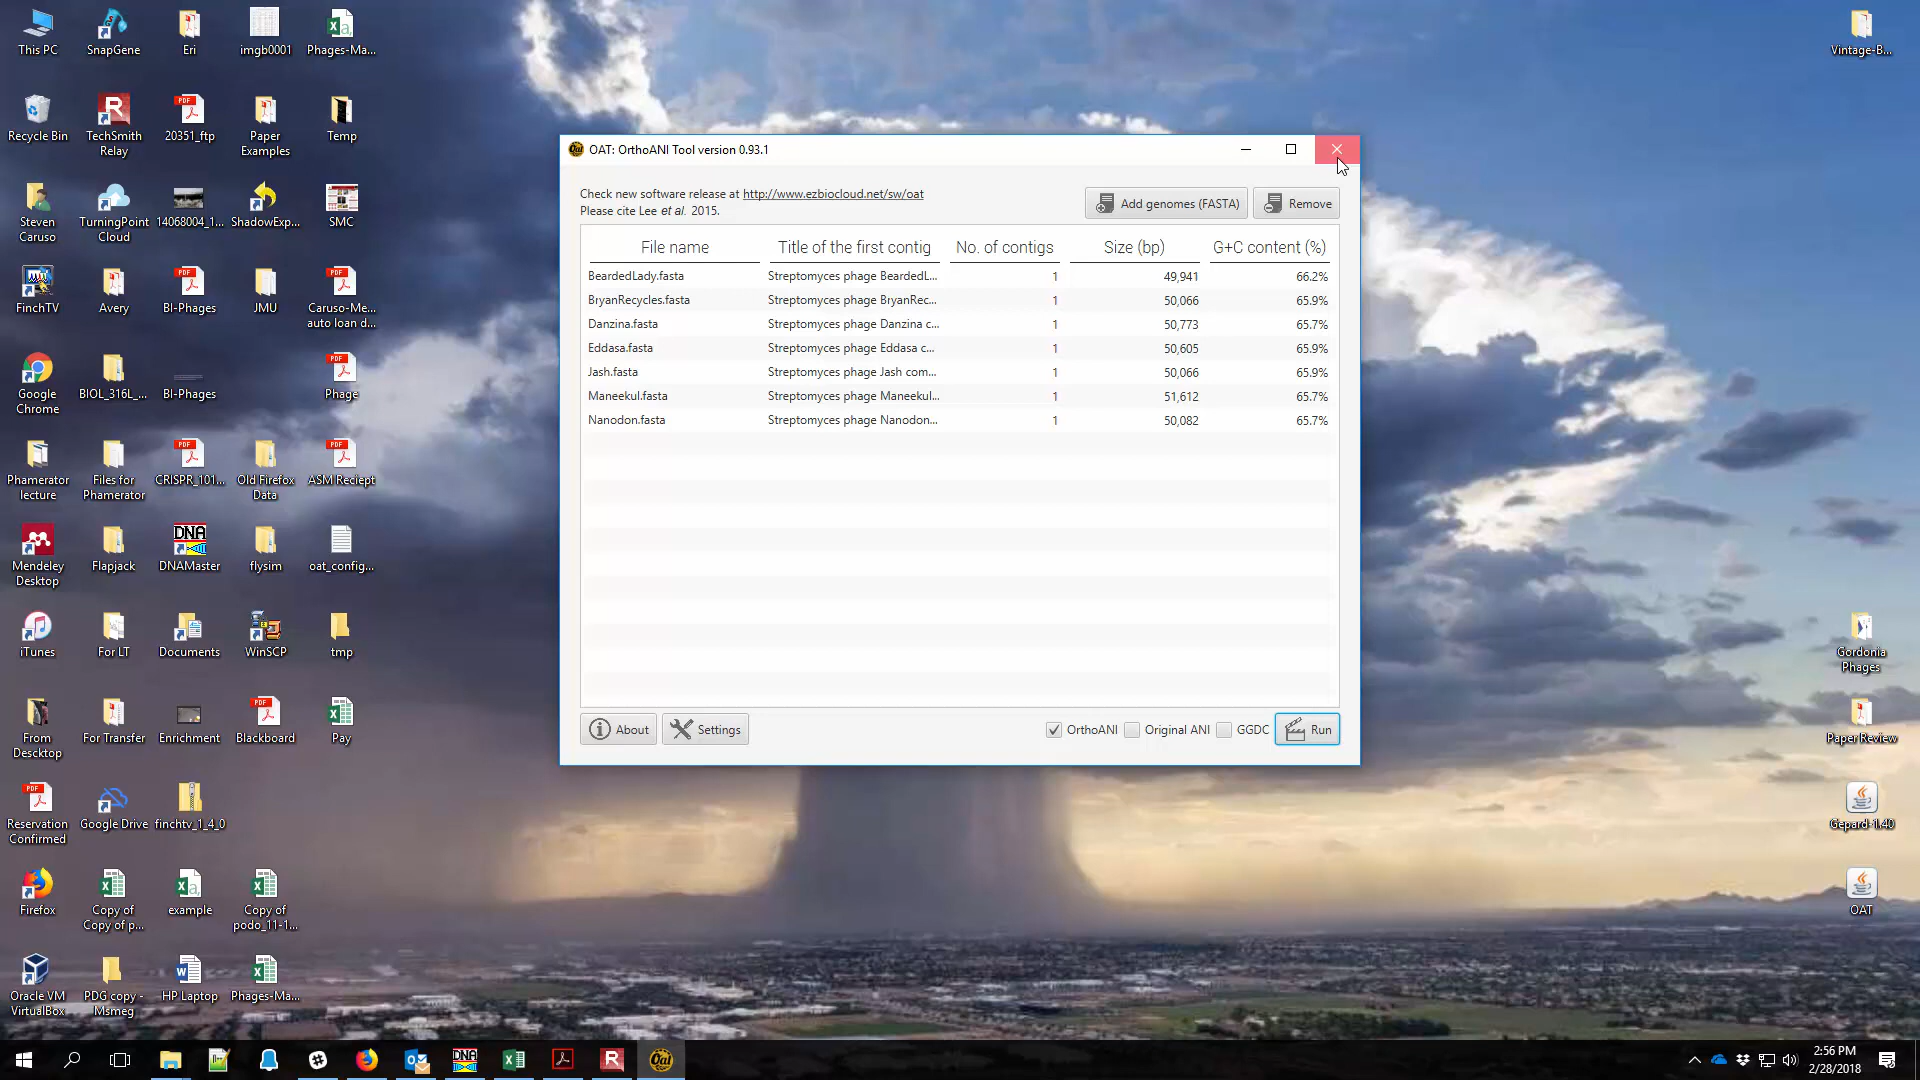 This PC
SnapGene
Eri
imgb0001
Phages-Ma...
Vintage-B...
Recycle Bin
TechSmith
Relay
20351_ftp
Paper
Examples
Temp
Steven
Caruso
TurningPoint
Cloud
14068004_1...
ShadowExp...
SMC
FinchTV
Avery
BI-Phages
JMU
Caruso-Me...
auto loan d...
Google
Chrome
BIOL_316L_...
BI-Phages
Phage
Phamerator
lecture
Files for
Phamerator
CRISPR_101...
Old Firefox
Data
ASM Reciept
Mendeley
Desktop
Flapjack
DNAMaster
flysim
oat_config...
iTunes
For LT
Documents
WinSCP
tmp
From
Descktop
For Transfer
Enrichment
Blackboard
Pay
Reservation
Confirmed
Google Drive
finchtv_1_4_0
Firefox
Copy of
Copy of p...
example
Copy of
podo_11-1...
Oracle VM
VirtualBox
PDG copy -
Msmeg
HP Laptop
Phages-Ma...
Gordonia
Phages
Paper Review
Gepard-1.40
OAT
OAT: OrthoANI Tool version 0.93.1
Check new software release at http://www.ezbiocloud.net/sw/oat
Please cite Lee et al. 2015.
Add genomes (FASTA)
Remove
File name Title of the first contig No. of contigs Size (bp) G+C content (%)
BeardedLady.fasta Streptomyces phage BeardedL... 1 49,941 66.2%
BryanRecycles.fasta Streptomyces phage BryanRec... 1 50,066 65.9%
Danzina.fasta Streptomyces phage Danzina c... 1 50,773 65.7%
Eddasa.fasta Streptomyces phage Eddasa c... 1 50,605 65.9%
Jash.fasta Streptomyces phage Jash com... 1 50,066 65.9%
Maneekul.fasta Streptomyces phage Maneekul... 1 51,612 65.7%
Nanodon.fasta Streptomyces phage Nanodon... 1 50,082 65.7%
About
Settings
OrthoANI
Original ANI
GGDC
Run
2:56 PM
2/28/2018